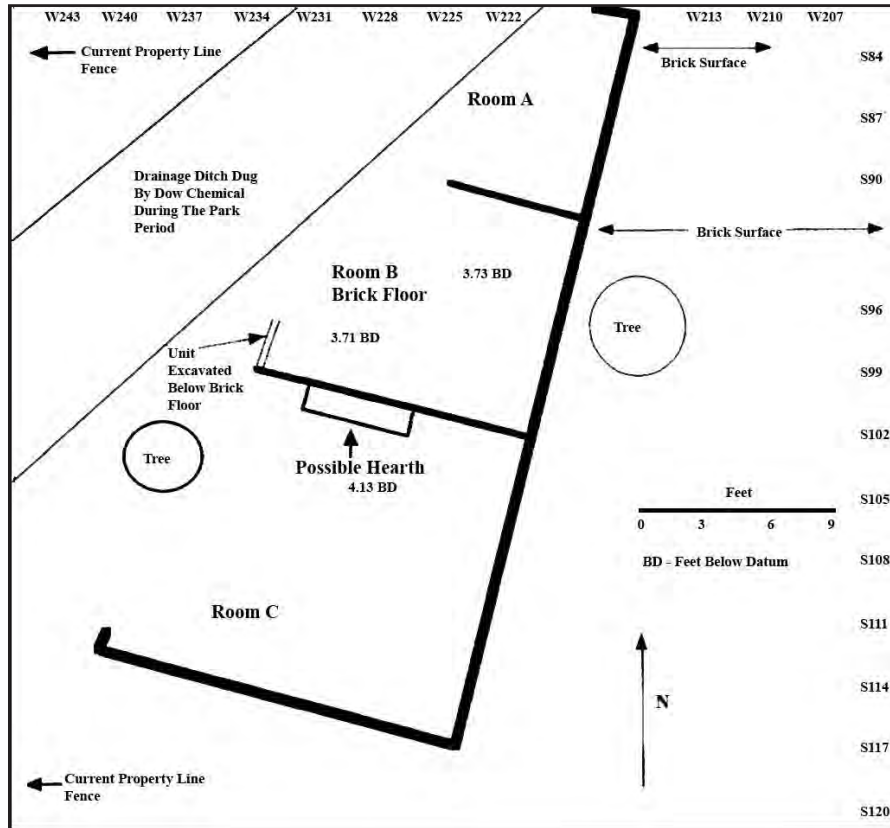 W243 W240 W237 W234 W231 W228 W225 W222 W213 W210 W207
Current Property Line
Fence
Brick Surface
S84
Room A
S87
Drainage Ditch Dug
By Dow Chemical
During The Park
Period
S90
Brick Surface
Room B
Brick Floor
3.73 BD
3.71 BD
S96
Tree
Unit
Excavated
Below Brick
Floor
S99
S102
Tree
Possible Hearth
4.13 BD
Feet
0 3 6 9
S105
BD - Feet Below Datum
S108
Room C
S111
N
S114
S117
Current Property Line
Fence
S120